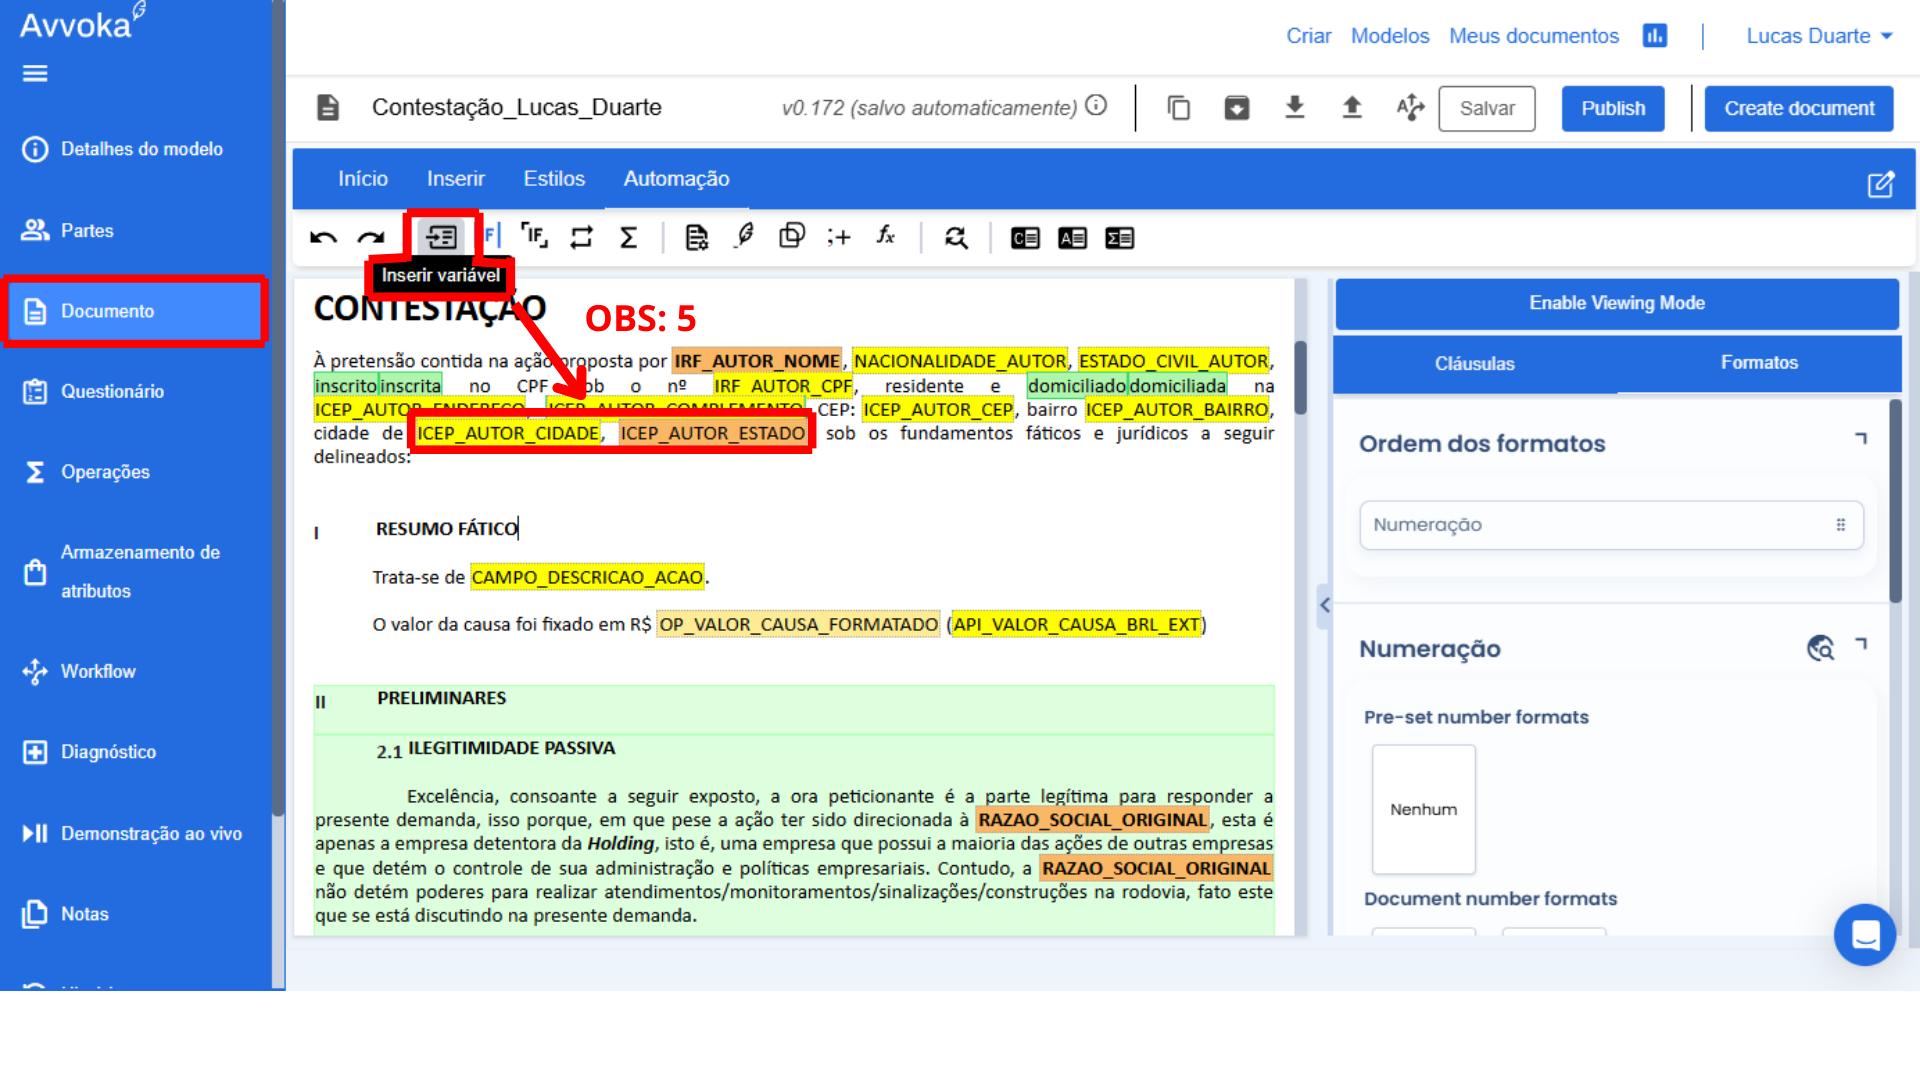 Avvoka
Criar Modelos Meus documentos Lucas Duarte
Contestação_Lucas_Duarte v0.172 (salvo automaticamente) Salvar Publish Create document
Detalhes do modelo
Partes
Documento
Questionário
Operações
Armazenamento de
atributos
Workflow
Diagnóstico
Demonstração ao vivo
Notas
Início Inserir Estilos Automação
Inserir variável
OBS: 5
CONTESTAÇÃO
À pretensão contida na ação proposta por IRF_AUTOR_NOME, NACIONALIDADE_AUTOR, ESTADO_CIVIL_AUTOR,
inscrito inscrita no CPF sob o nº IRF_AUTOR_CPF, residente e domiciliado domiciliada na
ICEP_AUTOR_ENDERECO, ICEP_AUTOR_COMPLEMENTO, CEP: ICEP_AUTOR_CEP, bairro ICEP_AUTOR_BAIRRO,
cidade de ICEP_AUTOR_CIDADE, ICEP_AUTOR_ESTADO sob os fundamentos fáticos e jurídicos a seguir
delineados:
I RESUMO FÁTICO
Trata-se de CAMPO_DESCRICAO_ACAO.
O valor da causa foi fixado em R$ OP_VALOR_CAUSA_FORMATADO (API_VALOR_CAUSA_BRL_EXT)
II PRELIMINARES
2.1 ILEGITIMIDADE PASSIVA
Excelência, consoante a seguir exposto, a ora peticionante é a parte legítima para responder a
presente demanda, isso porque, em que pese a ação ter sido direcionada à RAZAO_SOCIAL_ORIGINAL, esta é
apenas a empresa detentora da Holding, isto é, uma empresa que possui a maioria das ações de outras empresas
e que detém o controle de sua administração e políticas empresariais. Contudo, a RAZAO_SOCIAL_ORIGINAL
não detém poderes para realizar atendimentos/monitoramentos/sinalizações/construções na rodovia, fato este
que se está discutindo na presente demanda.
Enable Viewing Mode
Cláusulas Formatos
Ordem dos formatos
Numeração
Numeração
Pre-set number formats
Nenhum
Document number formats